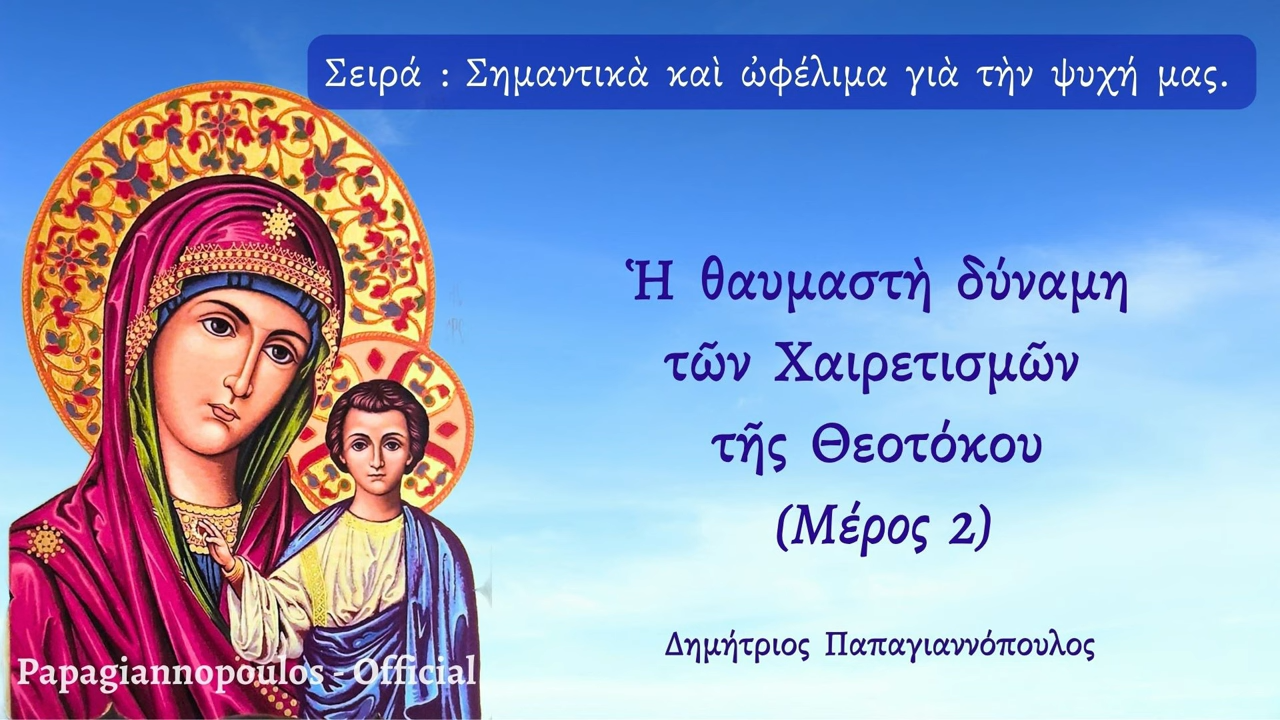 Σειρά : Σημαντικὰ καὶ ὠφέλιμα γιὰ τὴν ψυχή μας.
Ἡ θαυμαστὴ δύναμη
τῶν Χαιρετισμῶν
τῆς Θεοτόκου
(Μέρος 2)
Δημήτριος Παπαγιαννόπουλος
Papagiannopoulos - Official